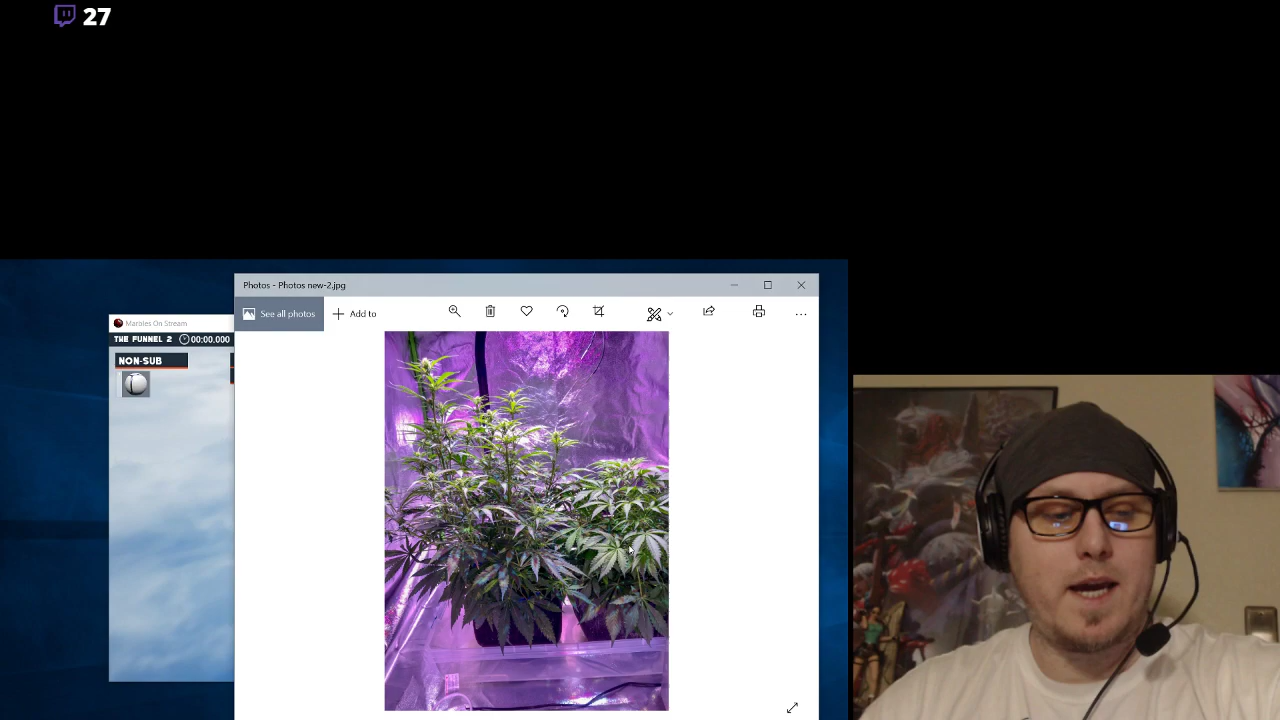 27
Photos - Photos new-2.jpg
See all photos
Add to
Marbles On Stream
THE FUNNEL 2 00:00.000
NON-SUB